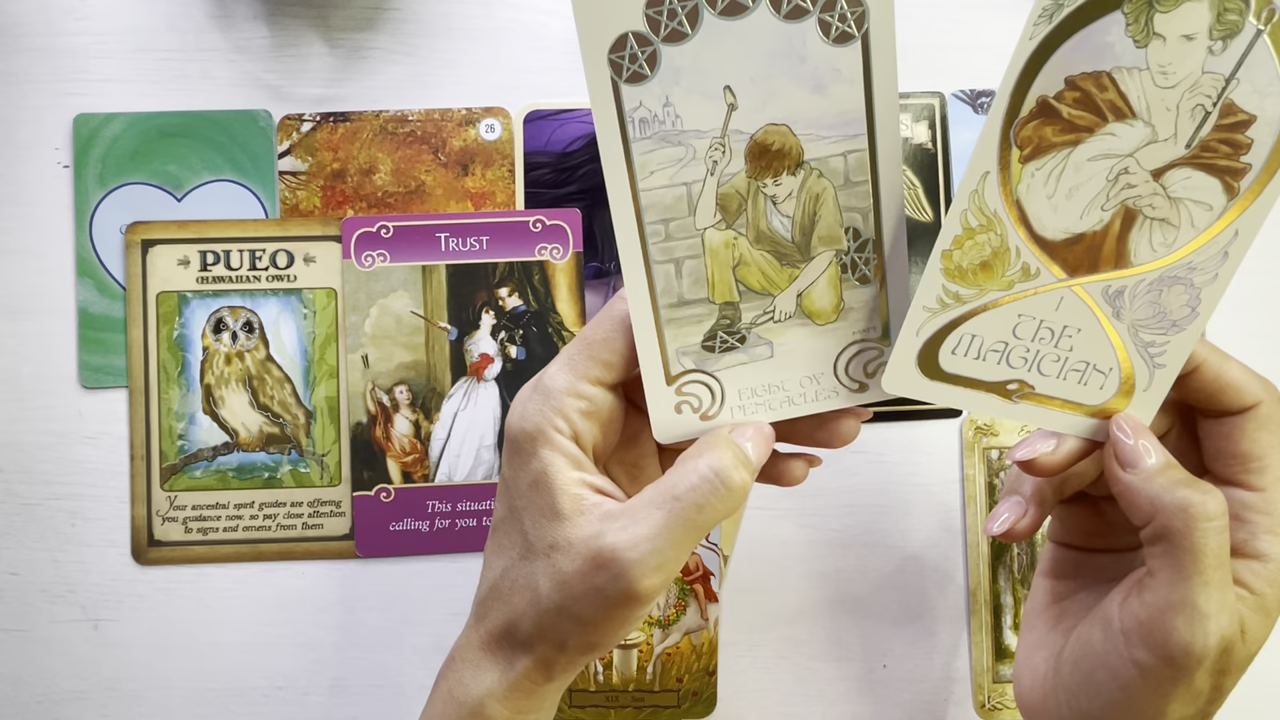 26
S
PUEO
(HAWAIIAN OWL)
Your ancestral spirit guides are offering
you guidance now, so pay close attention
to signs and omens from them
TRUST
This situati
calling for you to
EIGHT OF
PENTACLES
I
THE
MAGICIAN
XIX Sun